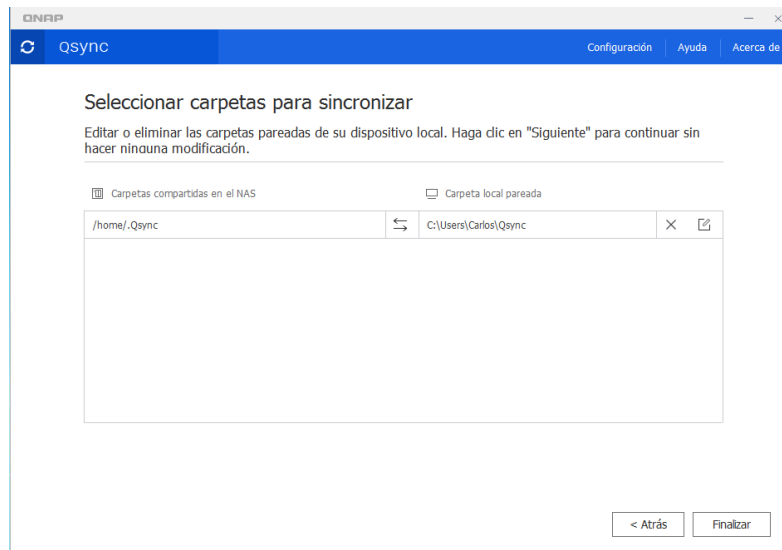 QNAP
Qsync
Configuración
Ayuda
Acerca de
Seleccionar carpetas para sincronizar
Editar o eliminar las carpetas pareadas de su dispositivo local. Haga clic en "Siguiente" para continuar sin
hacer ninguna modificación.
Carpetas compartidas en el NAS
Carpeta local pareada
/home/.Qsync
C:\Users\Carlos\Qsync
< Atrás
Finalizar